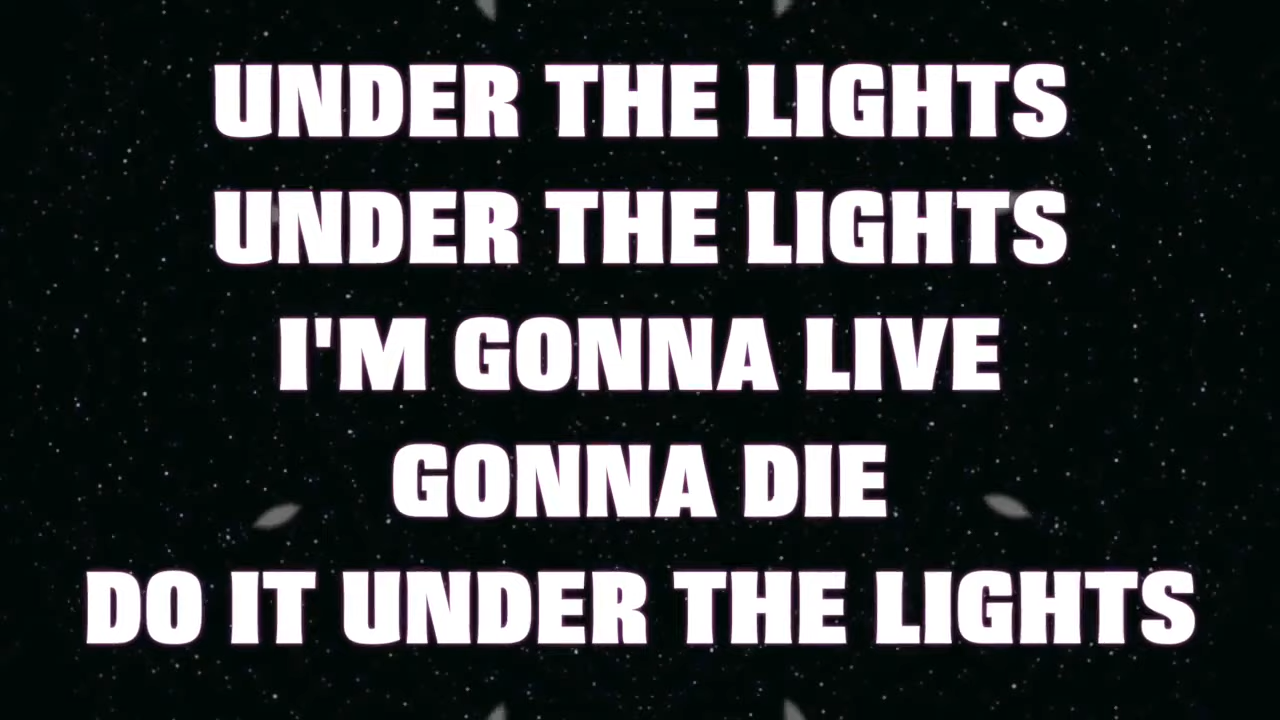 UNDER THE LIGHTS
UNDER THE LIGHTS
I'M GONNA LIVE
GONNA DIE
DO IT UNDER THE LIGHTS